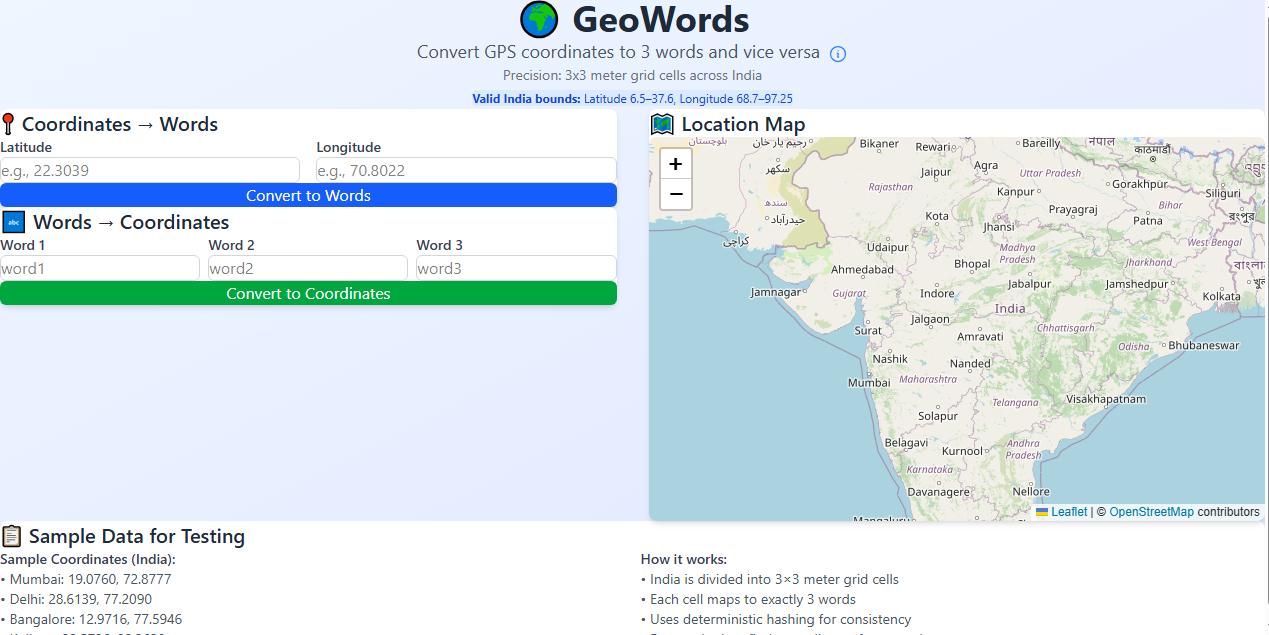 GeoWords
Convert GPS coordinates to 3 words and vice versa
Precision: 3x3 meter grid cells across India
Valid India bounds: Latitude 6.5–37.6, Longitude 68.7–97.25
Coordinates → Words
Latitude
Longitude
e.g., 22.3039
e.g., 70.8022
Convert to Words
abc Words → Coordinates
Word 1
Word 2
Word 3
word1
word2
word3
Convert to Coordinates
Location Map
+
−
بلوچستان
رحیم یار خان
Bikaner
Rewari
Bareilly
नेपाल
काठमाडौं
سکھر
Jaipur
Agra
Uttar Pradesh
Rajasthan
Kanpur
Gorakhpur
Siliguri
سندھ
Kota
Prayagraj
Bihar
রংপুর
حیدرآباد
Jhansi
Patna
کراچی
Udaipur
Madhya
Pradesh
West Bengal
Ahmedabad
Bhopal
Jharkhand
Jamnagar
Gujarat
Indore
Jabalpur
Jamshedpur
Kolkata
India
Surat
Jalgaon
Chhattisgarh
Amravati
Odisha
Bhubaneswar
Nashik
Nanded
Mumbai
Maharashtra
Telangana
Visakhapatnam
Solapur
Belagavi
Kurnool
Andhra
Pradesh
Karnataka
Davanagere
Nellore
Mangaluru
Leaflet | © OpenStreetMap contributors
Sample Data for Testing
Sample Coordinates (India):
• Mumbai: 19.0760, 72.8777
• Delhi: 28.6139, 77.2090
• Bangalore: 12.9716, 77.5946
How it works:
• India is divided into 3×3 meter grid cells
• Each cell maps to exactly 3 words
• Uses deterministic hashing for consistency